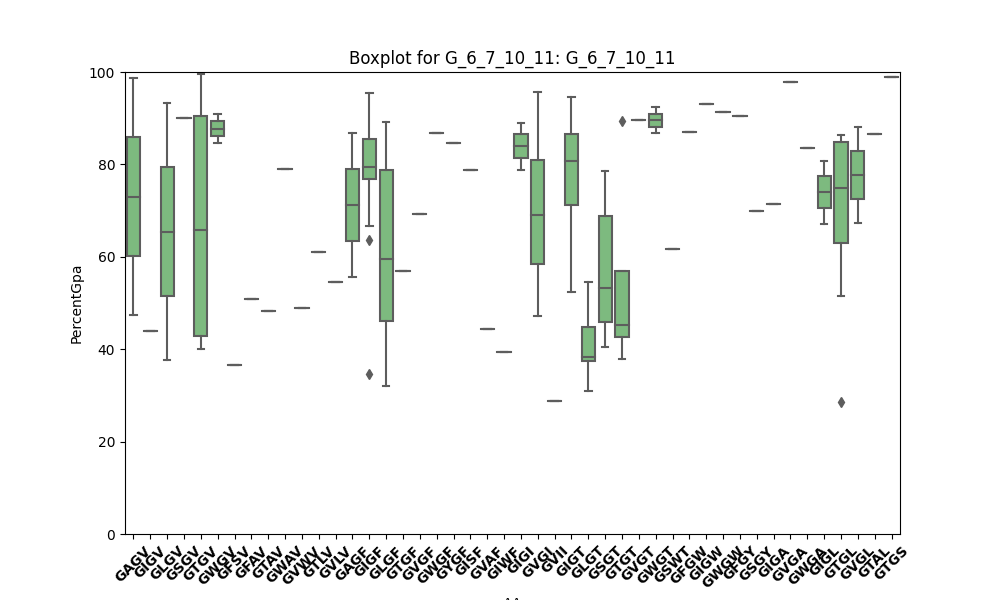 Boxplot for G_6_7_10_11: G_6_7_10_11
PercentGpa
100
80
60
40
20
0
GAGV
GIGV
GLGV
GSGV
GTGV
GWGV
GFSV
GFAV
GTAV
GWAV
GVWV
GTLV
GVLV
GAGF
GIGF
GLGF
GTGF
GVGF
GWGF
GYGF
GISF
GVAF
GIWF
GIGI
GVGI
GVII
GIGT
GLGT
GSGT
GTGT
GVGT
GWGT
GSWT
GFGW
GIGW
GWGW
GFGY
GSGY
GIGA
GVGA
GWGA
GIGL
GTGL
GVGL
GTAL
GTGS